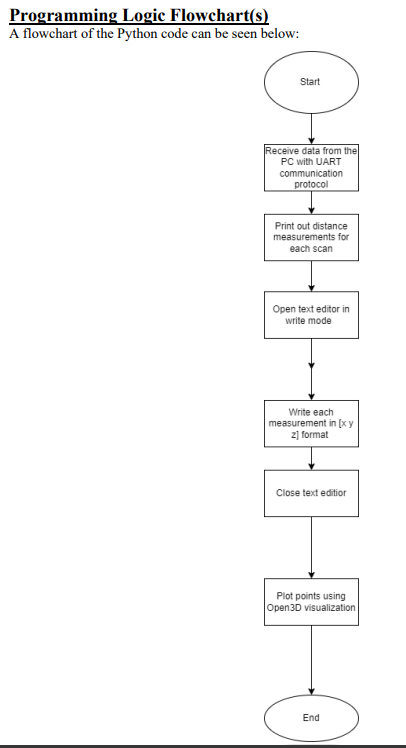 Programming Logic Flowchart(s)
A flowchart of the Python code can be seen below:
Start
Receive data from the
PC with UART
communication
protocol
Print out distance
measurements for
each scan
Open text editor in
write mode
Write each
measurement in [x y
z] format
Close text editior
Plot points using
Open3D visualization
End